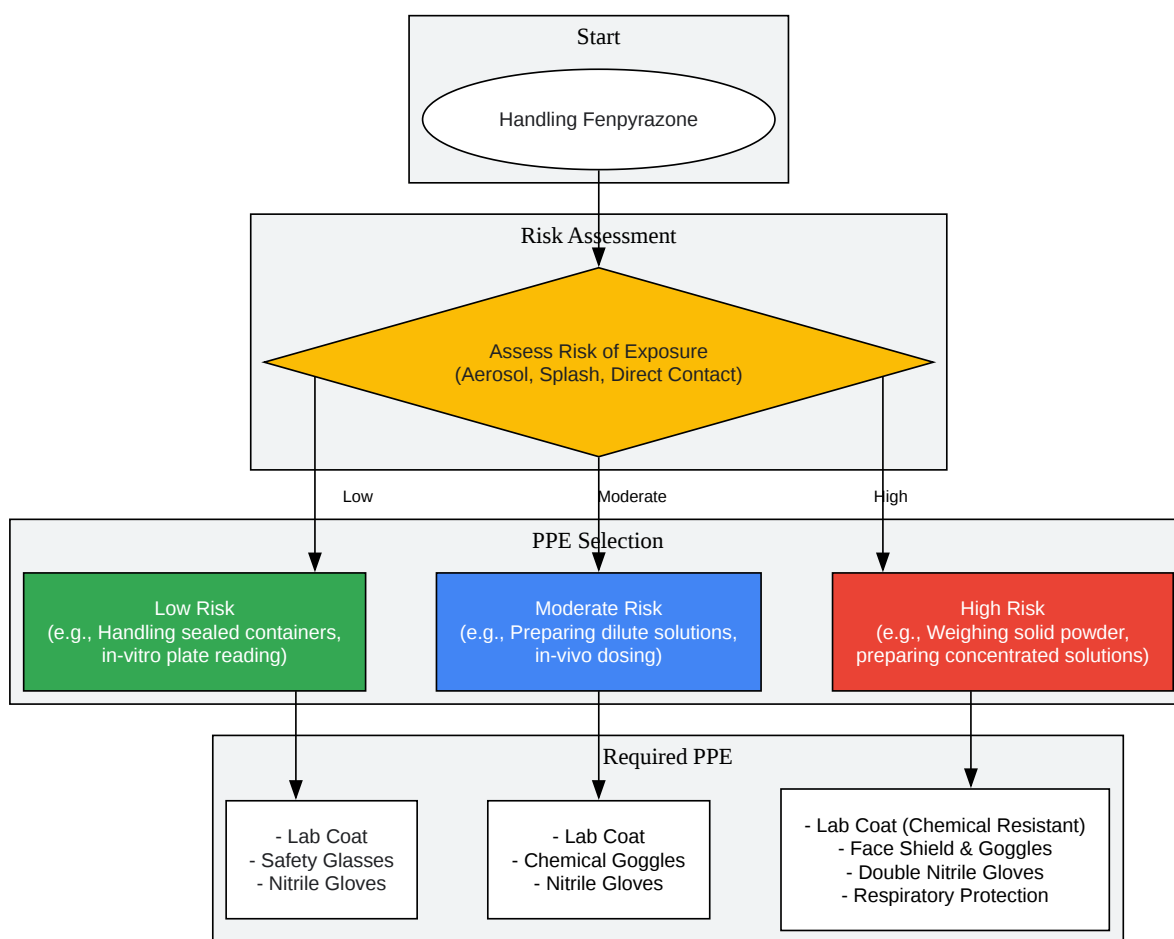 Start
Handling Fenpyrazone
Risk Assessment
Assess Risk of Exposure
(Aerosol, Splash, Direct Contact)
Low
Moderate
High
PPE Selection
Low Risk
(e.g., Handling sealed containers,
in-vitro plate reading)
Moderate Risk
(e.g., Preparing dilute solutions,
in-vivo dosing)
High Risk
(e.g., Weighing solid powder,
preparing concentrated solutions)
Required PPE
- Lab Coat
- Safety Glasses
- Nitrile Gloves
- Lab Coat
- Chemical Goggles
- Nitrile Gloves
- Lab Coat (Chemical Resistant)
- Face Shield & Goggles
- Double Nitrile Gloves
- Respiratory Protection